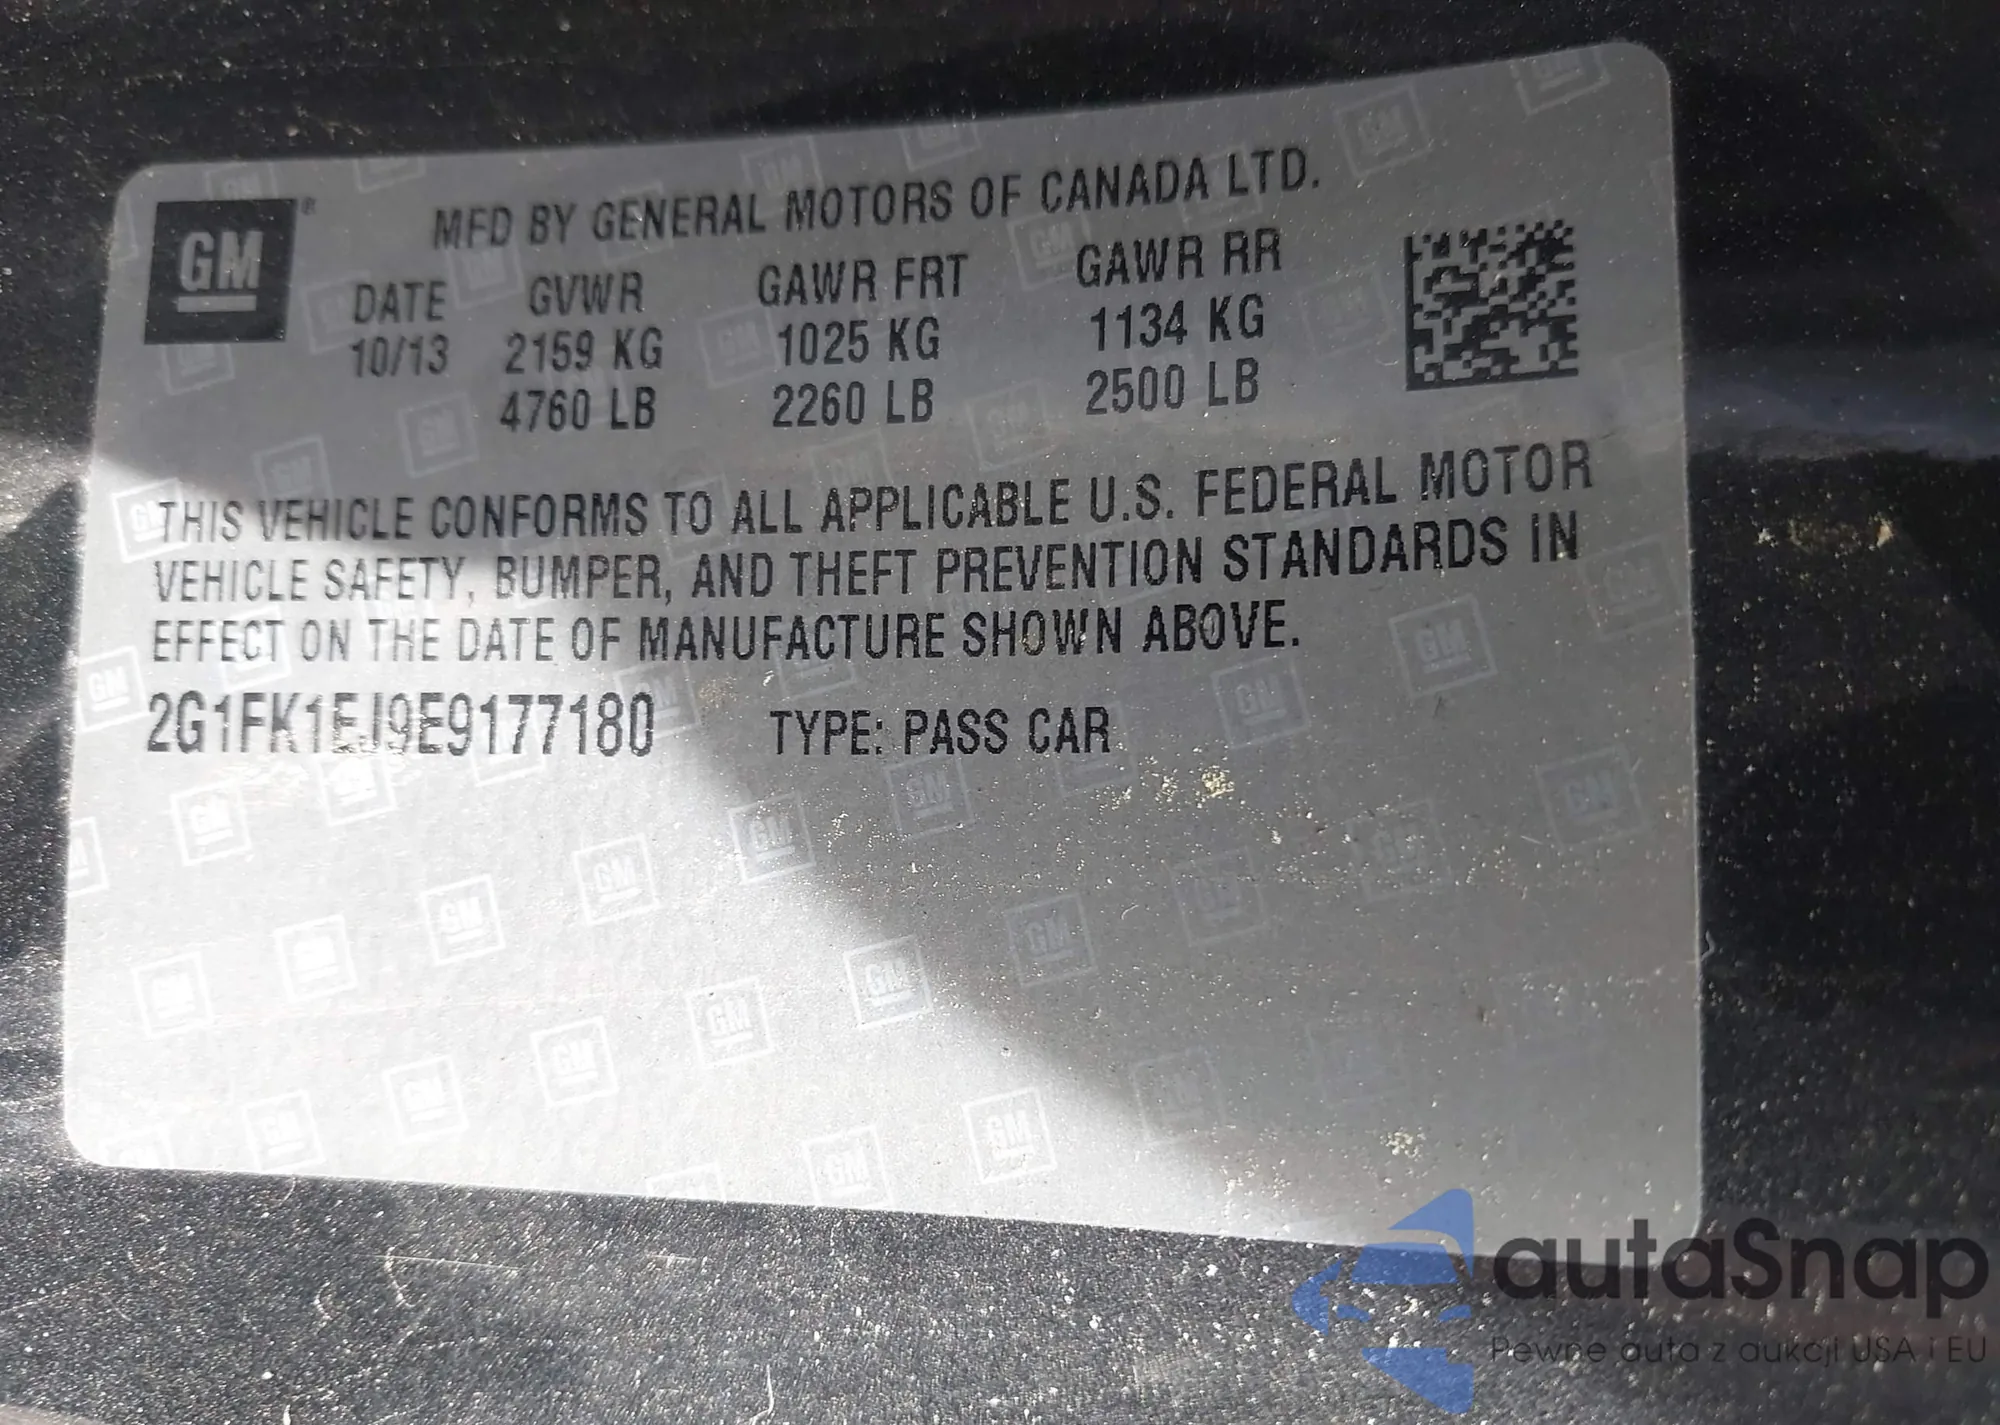 GM®
MFD BY GENERAL MOTORS OF CANADA LTD.
DATE GVWR GAWR FRT GAWR RR
10/13 2159 KG 1025 KG 1134 KG
4760 LB 2260 LB 2500 LB
THIS VEHICLE CONFORMS TO ALL APPLICABLE U.S. FEDERAL MOTOR
VEHICLE SAFETY, BUMPER, AND THEFT PREVENTION STANDARDS IN
EFFECT ON THE DATE OF MANUFACTURE SHOWN ABOVE.
2G1FK1EJ9E9177180 TYPE: PASS CAR
autaSnap
Pewne auta z aukcji USA i EU